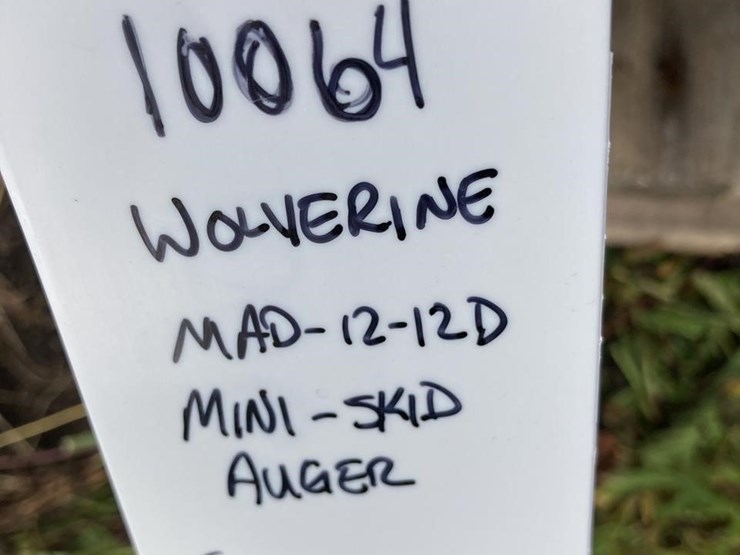 10064
WOLVERINE
MAD-12-12D
MINI-SKID
AUGER